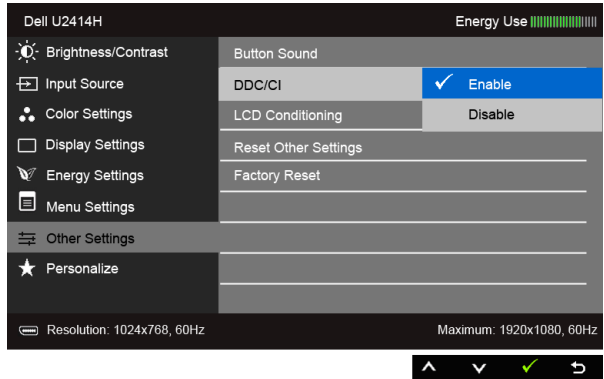 Dell U2414H
Energy Use
Brightness/Contrast
Input Source
Color Settings
Display Settings
Energy Settings
Menu Settings
Other Settings
Personalize
Button Sound
DDC/CI
Enable
Disable
LCD Conditioning
Reset Other Settings
Factory Reset
Resolution: 1024x768, 60Hz
Maximum: 1920x1080, 60Hz